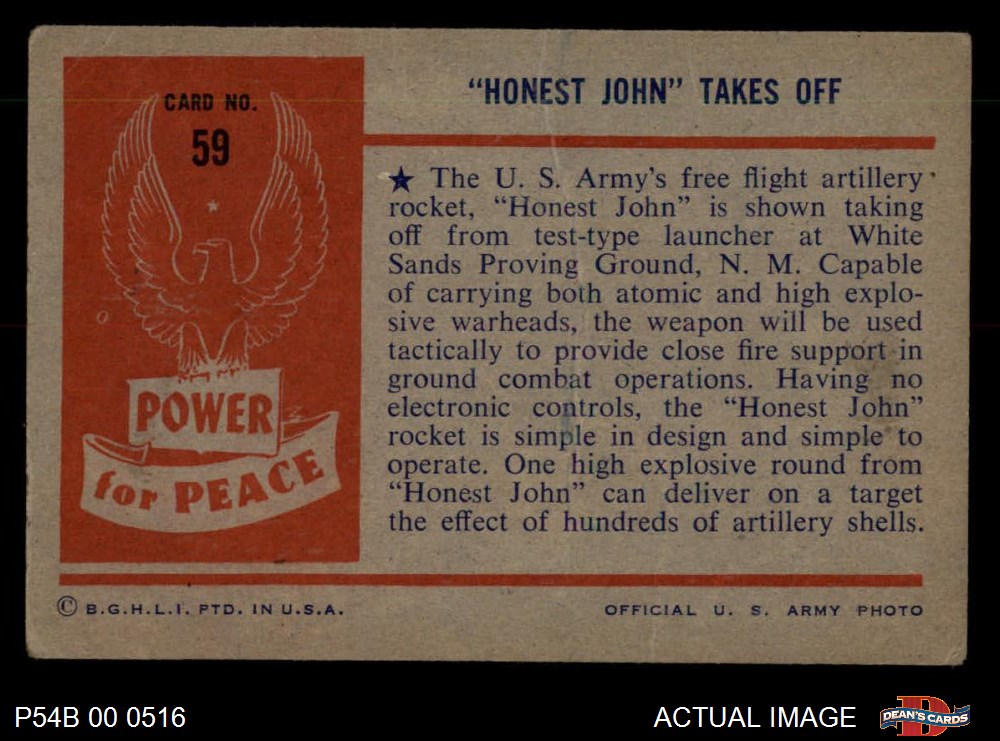 CARD NO.
59
POWER
for PEACE
"HONEST JOHN" TAKES OFF
★ The U. S. Army's free flight artillery
rocket, "Honest John" is shown taking
off from test-type launcher at White
Sands Proving Ground, N. M. Capable
of carrying both atomic and high explo-
sive warheads, the weapon will be used
tactically to provide close fire support in
ground combat operations. Having no
electronic controls, the "Honest John"
rocket is simple in design and simple to
operate. One high explosive round from
"Honest John" can deliver on a target
the effect of hundreds of artillery shells.
© B.G.H.L.I. PTD. IN U.S.A.
OFFICIAL U. S. ARMY PHOTO
P54B 00 0516
ACTUAL IMAGE
DEAN'S CARDS